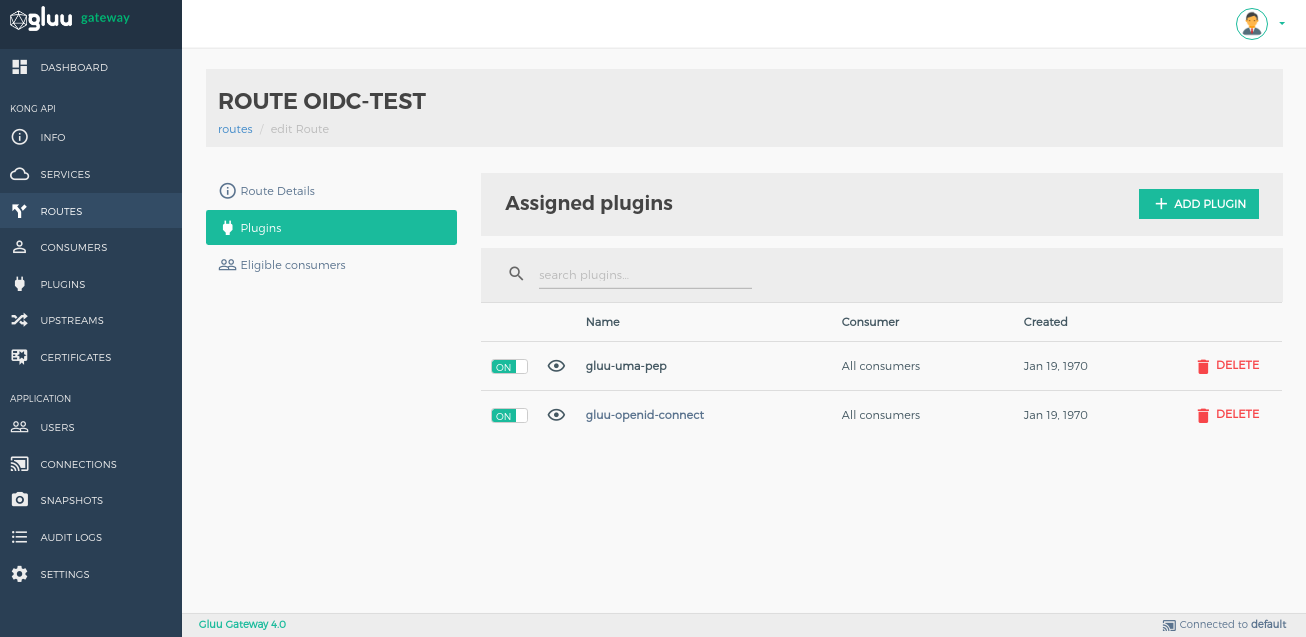 gluu gateway
DASHBOARD
KONG API
INFO
SERVICES
ROUTES
CONSUMERS
PLUGINS
UPSTREAMS
CERTIFICATES
APPLICATION
USERS
CONNECTIONS
SNAPSHOTS
AUDIT LOGS
SETTINGS
ROUTE OIDC-TEST
routes / edit Route
Route Details
Plugins
Eligible consumers
Assigned plugins
ADD PLUGIN
search plugins...
Name Consumer Created
ON gluu-uma-pep All consumers Jan 19, 1970 DELETE
ON gluu-openid-connect All consumers Jan 19, 1970 DELETE
Gluu Gateway 4.0
Connected to default